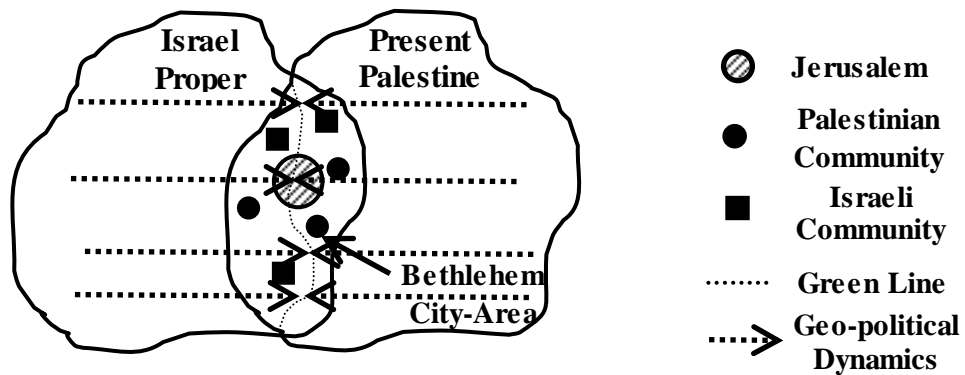 Israel
Proper
Present
Palestine
Bethlehem
City-Area
Jerusalem
Palestinian
Community
Israeli
Community
Green Line
Geo-political
Dynamics